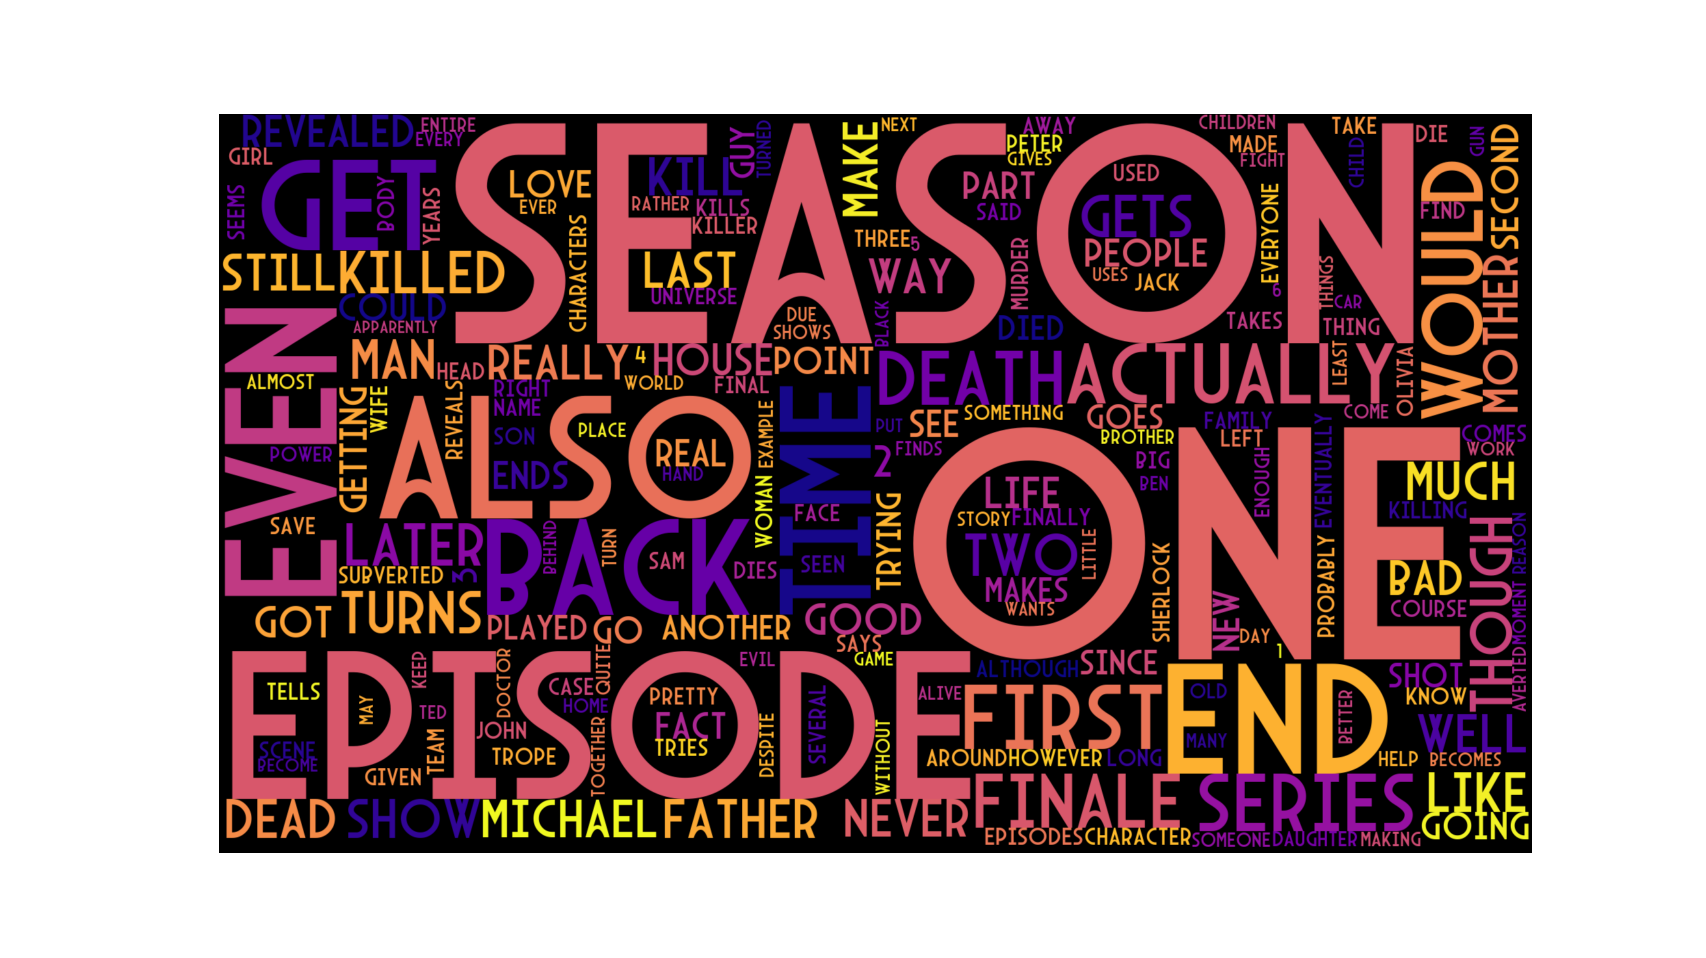 REVEALED
ENTIRE
EVERY
GIRL
SEASON
GUY
TURNED
MAKE
NEXT
AWAY
PETER
GIVES
CHILDREN
MADE
FIGHT
TAKE
CHILD
DIE
GUN
SECOND
SEEMS
GET
BODY
YEARS
LOVE
EVER
CHARACTERS
KILL
RATHER
KILLS
KILLER
PART
SAID
USED
GETS
PEOPLE
USES
JACK
EVERYONE
6
THINGS
CAR
FIND
WOULD
MOTHER
STILL
KILLED
COULD
APPARENTLY
LAST
UNIVERSE
THREE
5
WAY
MURDER
DUE
SHOWS
BLACK
DIED
TAKES
THING
EVEN
ALMOST
MAN
HEAD
REALLY
4
HOUSE
WORLD
FINAL
POINT
DEATH
ACTUALLY
LEAST
OLIVIA
COME
WIFE
GETTING
REVEALS
RIGHT
NAME
SON
ENDS
PLACE
ALSO
REAL
HAND
EXAMPLE
WOMAN
TIME
PUT
SEE
SOMETHING
GOES
BROTHER
FAMILY
LEFT
EVENTUALLY
COMES
WORK
POWER
SAVE
2
FINDS
BIG
BEN
ENOUGH
ONE
LIFE
STORY
FINALLY
TWO
MAKES
WANTS
LITTLE
MUCH
KILLING
LATER
SUBVERTED
3
BACK
BEHIND
TURN
SAM
DIES
FACE
SEEN
TRYING
SHERLOCK
NEW
DAY
1
PROBABLY
BAD
COURSE
THOUGH
REASON
MOMENT
AVERTED
GOT
TURNS
PLAYED
GO
ANOTHER
GOOD
SAYS
GAME
EVIL
ALTHOUGH
SINCE
SHOT
KNOW
EPISODE
TELLS
MAY
KEEP
TED
TEAM
DOCTOR
JOHN
TROPE
QUITE
CASE
HOME
TOGETHER
PRETTY
FACT
TRIES
DESPITE
SEVERAL
WITHOUT
ALIVE
FIRST
END
OLD
MANY
BETTER
WELL
SCENE
BECOME
GIVEN
AROUND
HOWEVER
LONG
HELP
BECOMES
DEAD
SHOW
MICHAEL
FATHER
NEVER
FINALE
SERIES
LIKE
GOING
EPISODES
CHARACTER
SOMEONE
DAUGHTER
MAKING